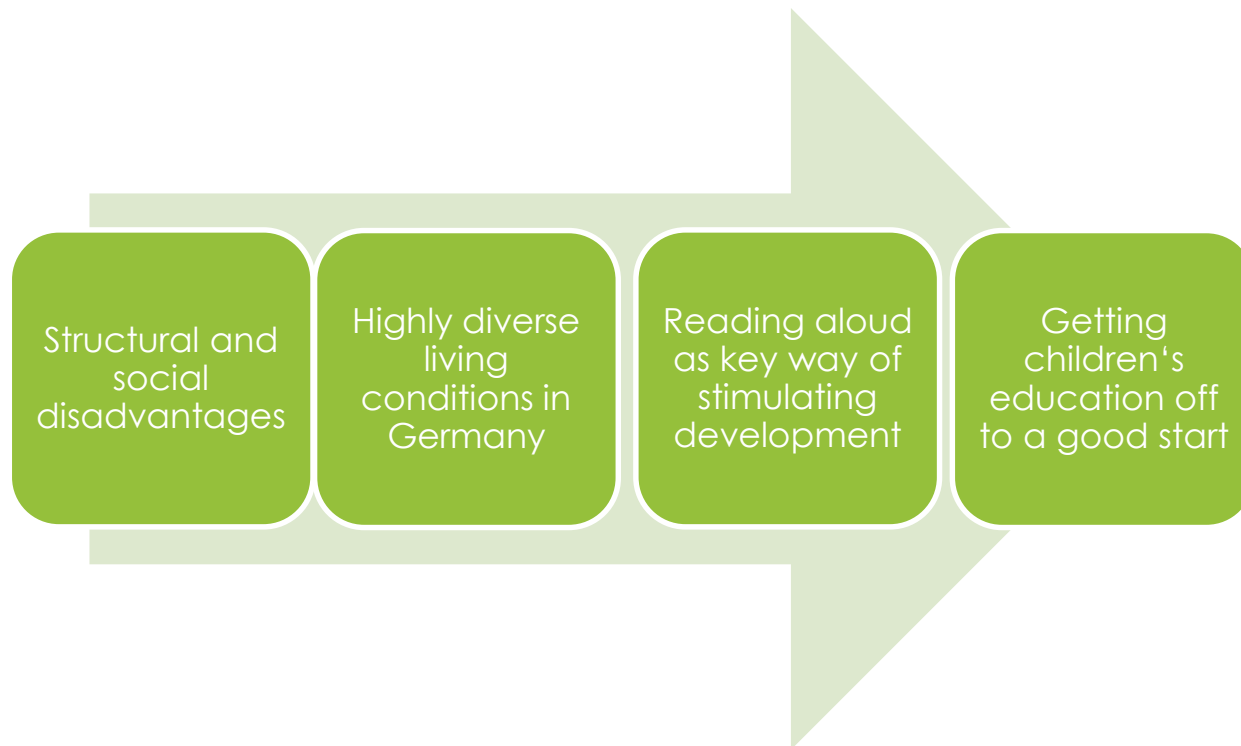 Structural and
social
disadvantages
Highly diverse
living
conditions in
Germany
Reading aloud
as key way of
stimulating
development
Getting
children‘s
education off
to a good start